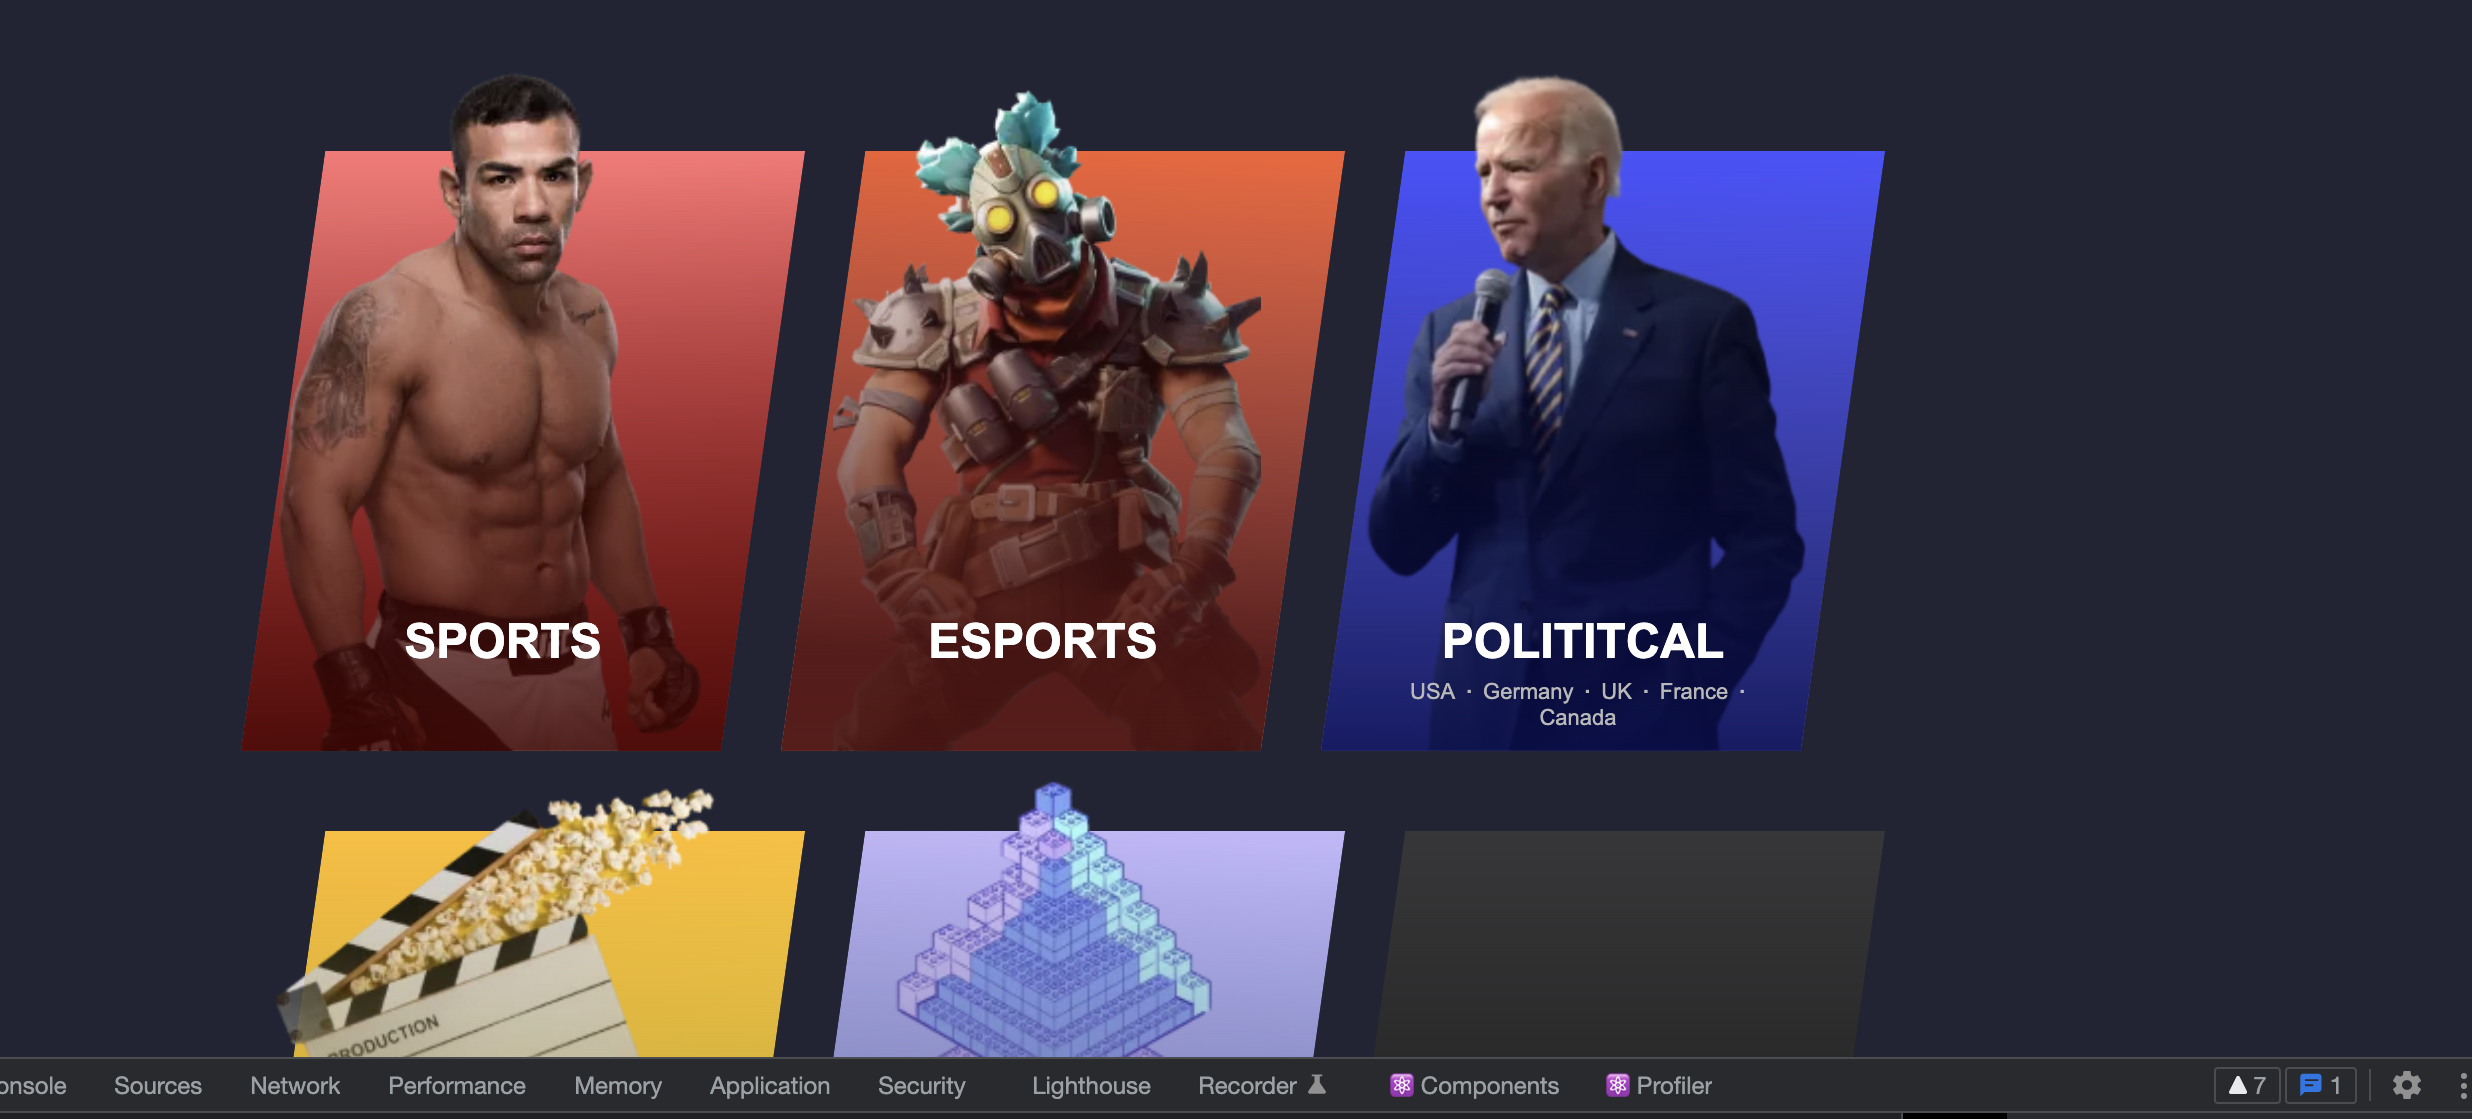 SPORTS
ESPORTS
POLITITCAL
USA · Germany · UK · France ·
Canada
PRODUCTION
onsole Sources Network Performance Memory Application Security Lighthouse Recorder Components Profiler 7 1